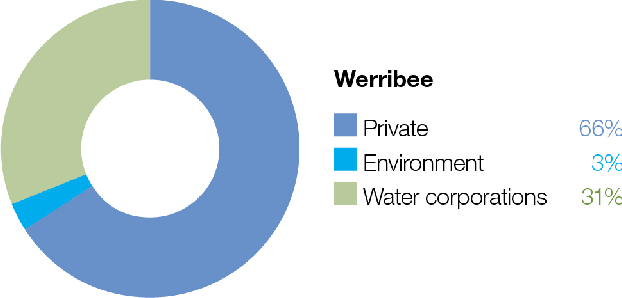 Werribee
Private 66%
Environment 3%
Water corporations 31%